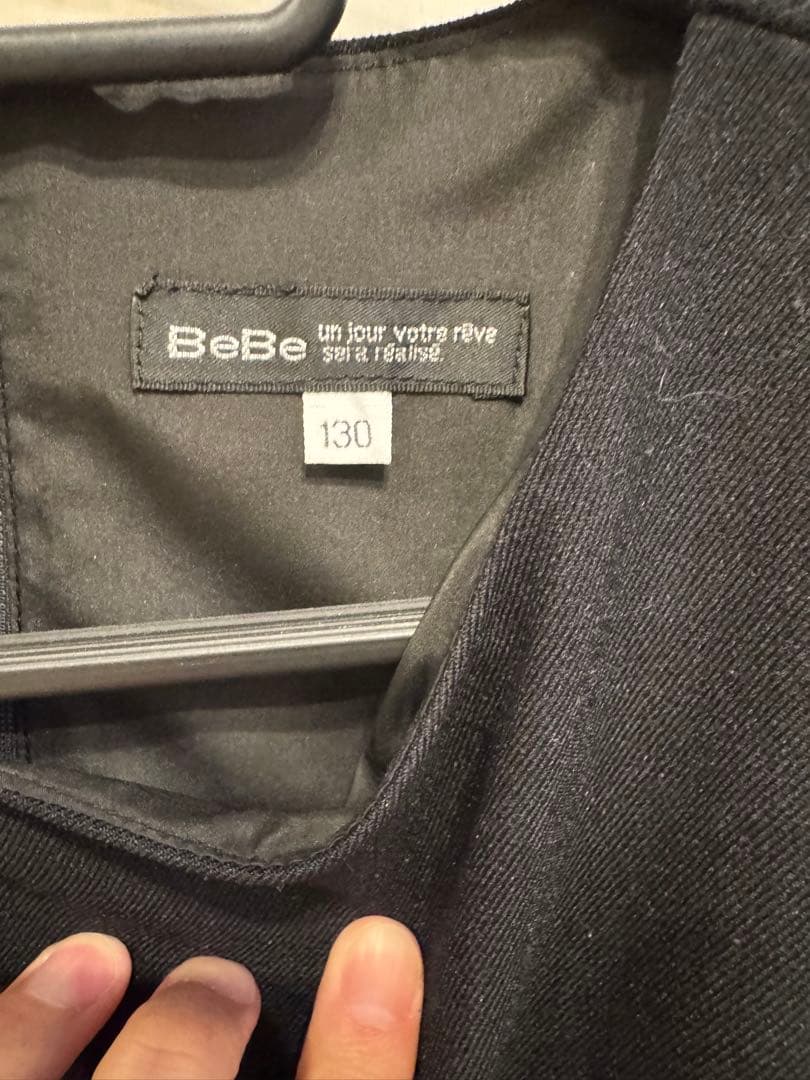 BeBe un jour votre rêve
sera réalisé.
130